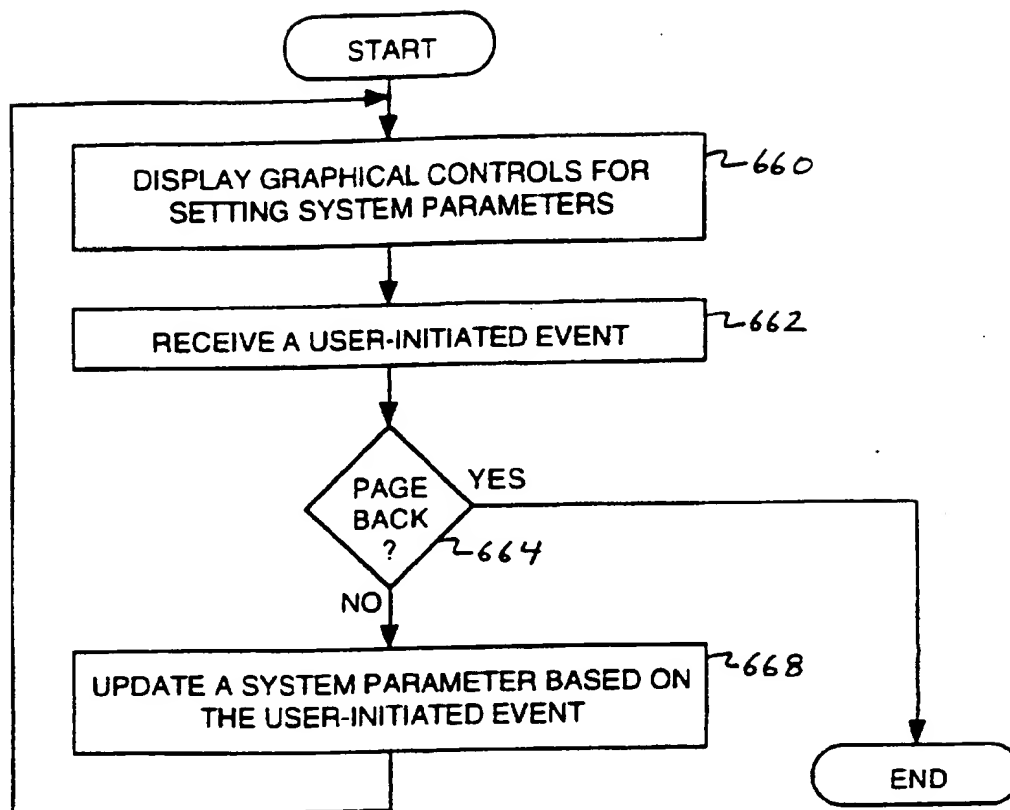 START
DISPLAY GRAPHICAL CONTROLS FOR
SETTING SYSTEM PARAMETERS
660
RECEIVE A USER-INITIATED EVENT
662
PAGE
BACK
?
YES
664
NO
UPDATE A SYSTEM PARAMETER BASED ON
THE USER-INITIATED EVENT
668
END